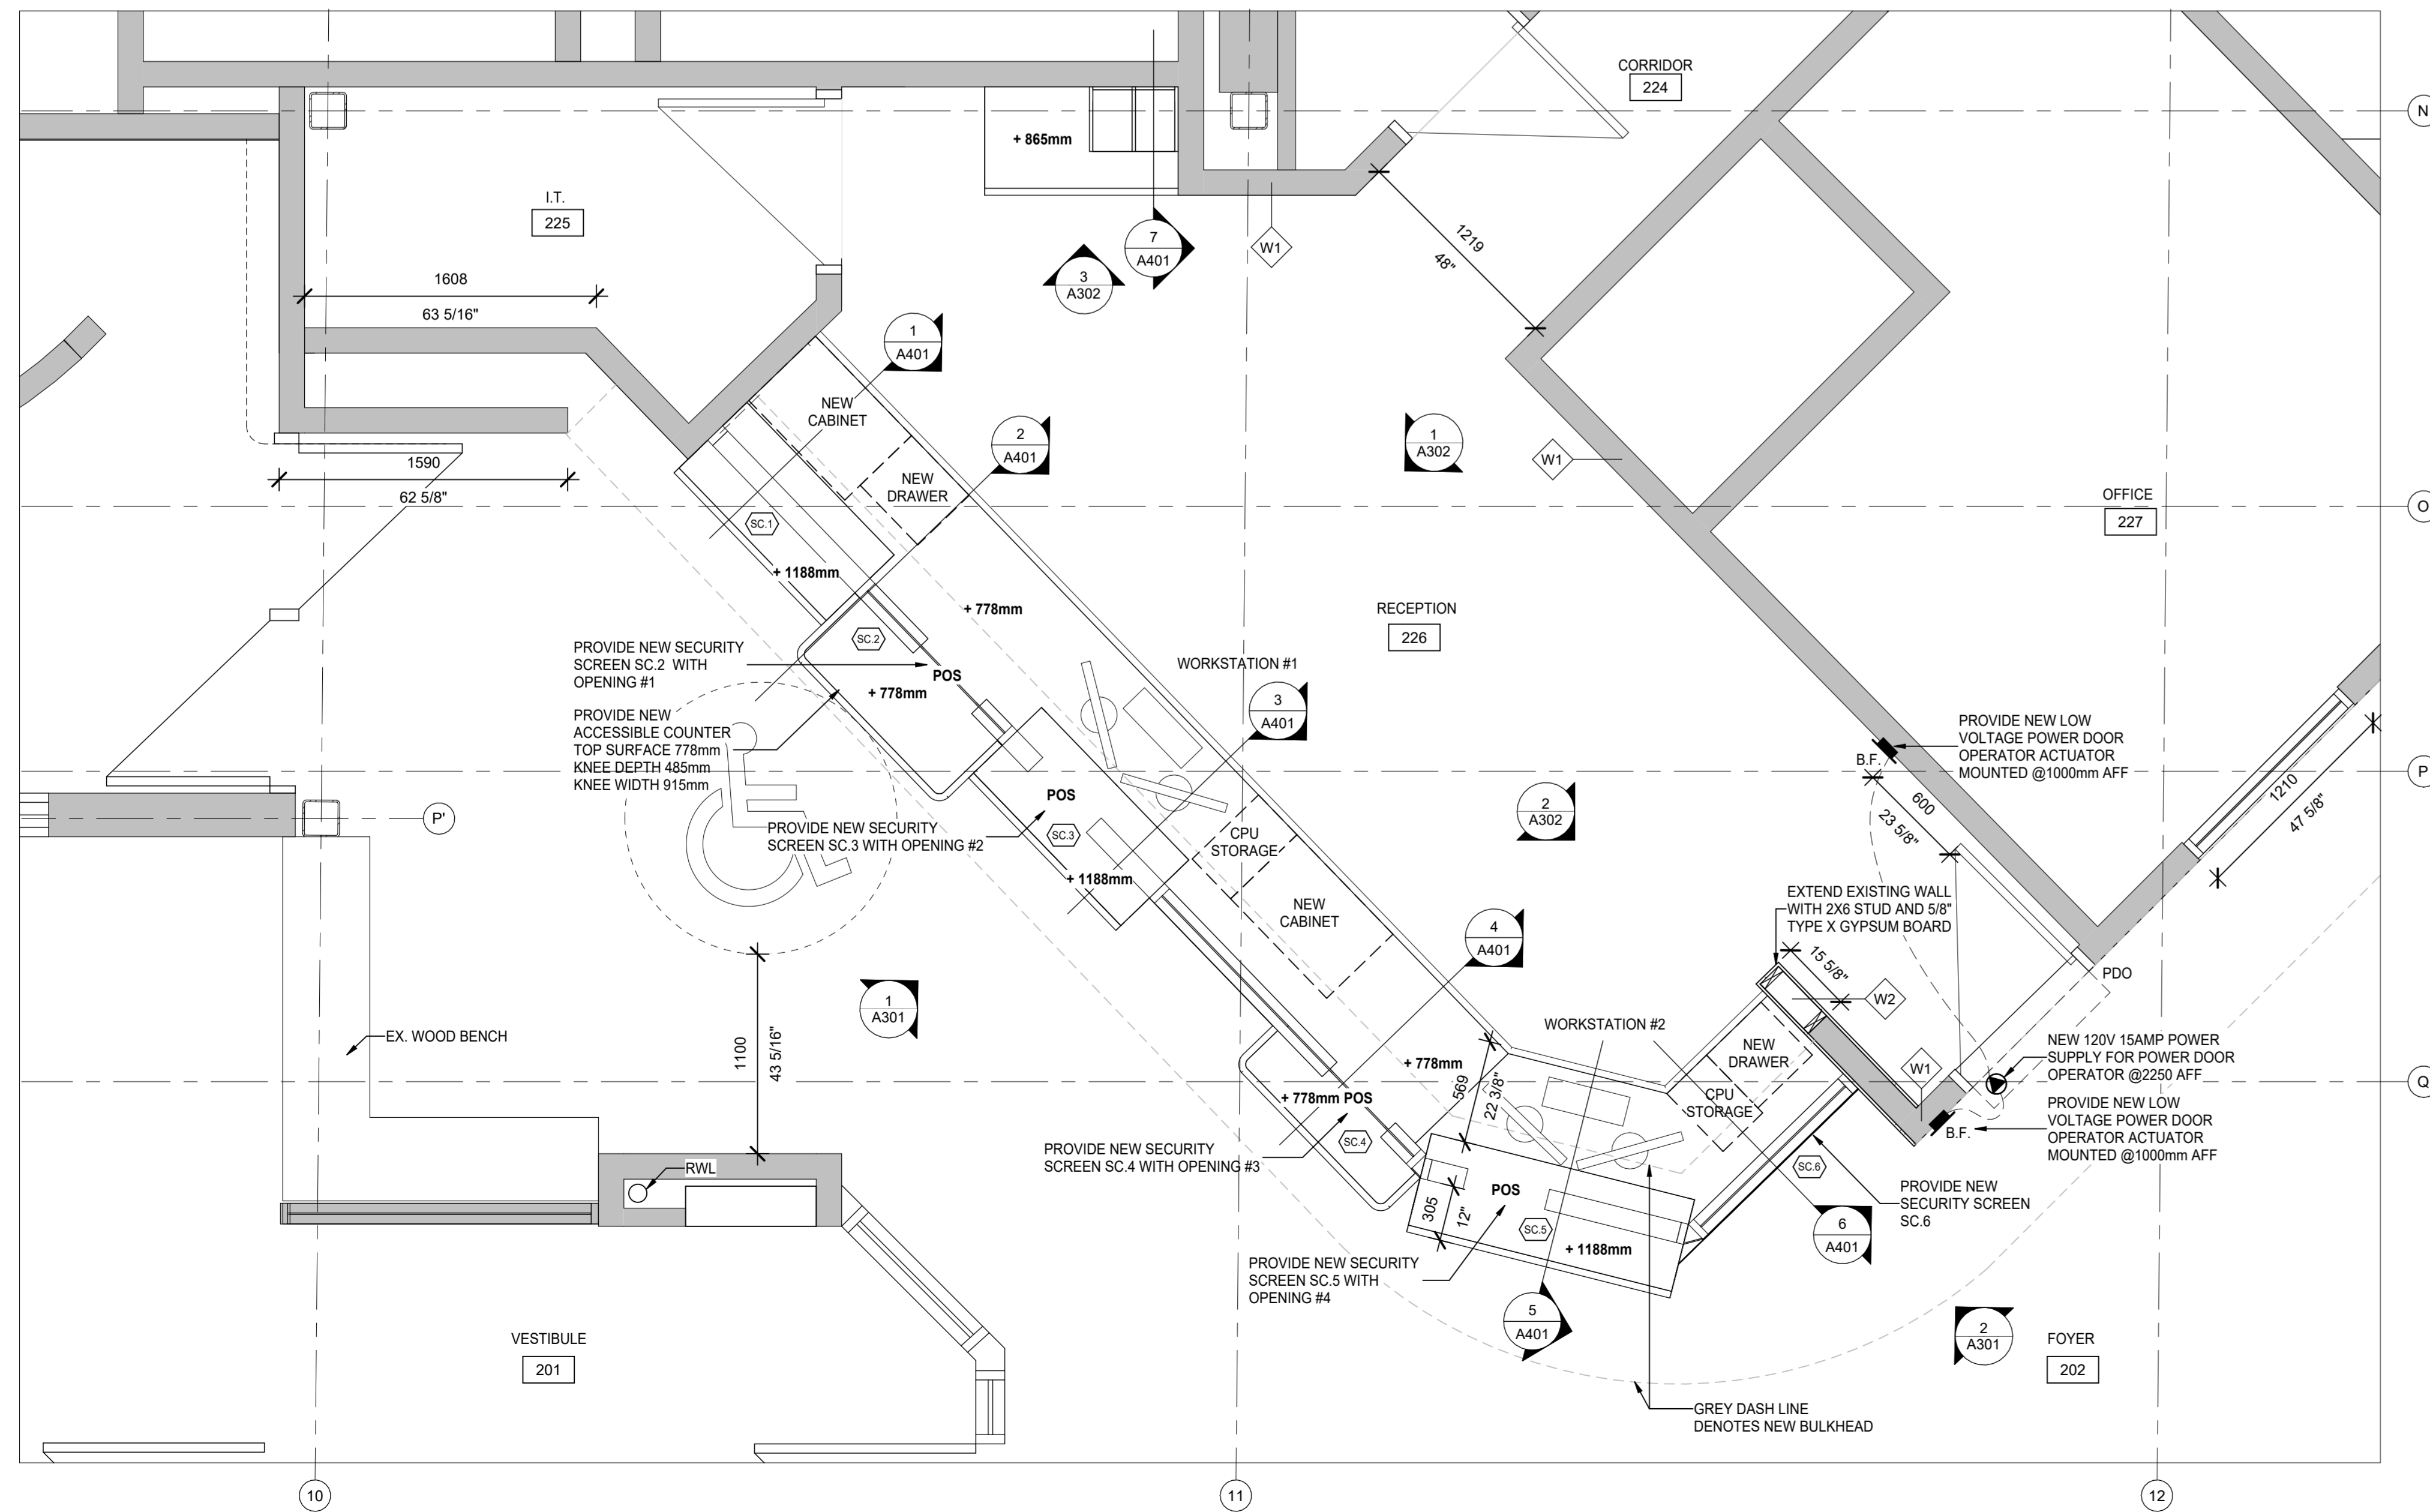 CORRIDOR
224
N
+ 865mm
I.T.
225
7
A401
W1
1219
48"
3
A302
1608
63 5/16"
1
A401
NEW
CABINET
2
A401
1
A302
W1
1590
62 5/8"
NEW
DRAWER
OFFICE
227
O
SC.1
+ 1188mm
+ 778mm
RECEPTION
226
SC.2
PROVIDE NEW SECURITY
SCREEN SC.2 WITH
OPENING #1
POS
+ 778mm
WORKSTATION #1
3
A401
PROVIDE NEW
ACCESSIBLE COUNTER
TOP SURFACE 778mm
KNEE DEPTH 485mm
KNEE WIDTH 915mm
PROVIDE NEW LOW
VOLTAGE POWER DOOR
OPERATOR ACTUATOR
MOUNTED @1000mm AFF
B.F.
P
1210
47 5/8"
600
23 5/8"
POS
2
A302
P'
PROVIDE NEW SECURITY
SCREEN SC.3 WITH OPENING #2
SC.3
CPU
STORAGE
+ 1188mm
NEW
CABINET
EXTEND EXISTING WALL
WITH 2X6 STUD AND 5/8"
TYPE X GYPSUM BOARD
4
A401
15 5/8"
PDO
W2
1
A301
EX. WOOD BENCH
1100
43 5/16"
WORKSTATION #2
NEW
DRAWER
NEW 120V 15AMP POWER
SUPPLY FOR POWER DOOR
OPERATOR @2250 AFF
+ 778mm
W1
569
22 3/8"
Q
+ 778mm POS
CPU
STORAGE
PROVIDE NEW LOW
VOLTAGE POWER DOOR
OPERATOR ACTUATOR
MOUNTED @1000mm AFF
B.F.
PROVIDE NEW SECURITY
SCREEN SC.4 WITH OPENING #3
SC.4
RWL
SC.6
PROVIDE NEW
SECURITY SCREEN
SC.6
POS
305
12"
SC.5
+ 1188mm
6
A401
PROVIDE NEW SECURITY
SCREEN SC.5 WITH
OPENING #4
5
A401
VESTIBULE
201
2
A301
FOYER
202
GREY DASH LINE
DENOTES NEW BULKHEAD
10
11
12